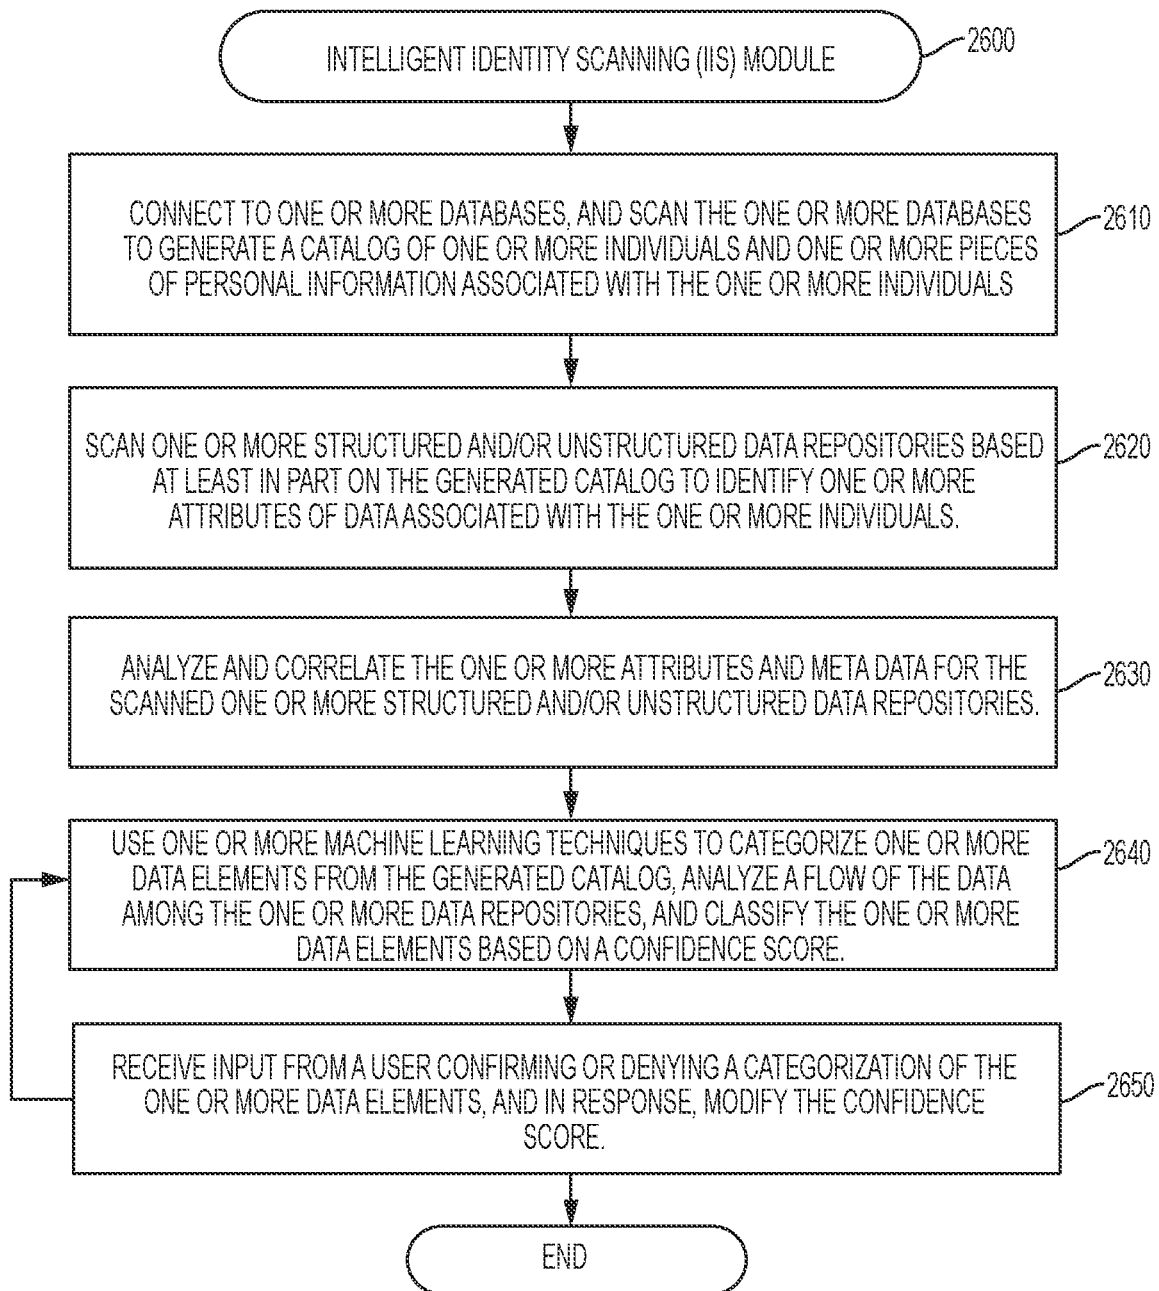 INTELLIGENT IDENTITY SCANNING (IIS) MODULE
2600
CONNECT TO ONE OR MORE DATABASES, AND SCAN THE ONE OR MORE DATABASES
TO GENERATE A CATALOG OF ONE OR MORE INDIVIDUALS AND ONE OR MORE PIECES
OF PERSONAL INFORMATION ASSOCIATED WITH THE ONE OR MORE INDIVIDUALS
2610
SCAN ONE OR MORE STRUCTURED AND/OR UNSTRUCTURED DATA REPOSITORIES BASED
AT LEAST IN PART ON THE GENERATED CATALOG TO IDENTIFY ONE OR MORE
ATTRIBUTES OF DATA ASSOCIATED WITH THE ONE OR MORE INDIVIDUALS.
2620
ANALYZE AND CORRELATE THE ONE OR MORE ATTRIBUTES AND META DATA FOR THE
SCANNED ONE OR MORE STRUCTURED AND/OR UNSTRUCTURED DATA REPOSITORIES.
2630
USE ONE OR MORE MACHINE LEARNING TECHNIQUES TO CATEGORIZE ONE OR MORE
DATA ELEMENTS FROM THE GENERATED CATALOG, ANALYZE A FLOW OF THE DATA
AMONG THE ONE OR MORE DATA REPOSITORIES, AND CLASSIFY THE ONE OR MORE
DATA ELEMENTS BASED ON A CONFIDENCE SCORE.
2640
RECEIVE INPUT FROM A USER CONFIRMING OR DENYING A CATEGORIZATION OF THE
ONE OR MORE DATA ELEMENTS, AND IN RESPONSE, MODIFY THE CONFIDENCE
SCORE.
2650
END